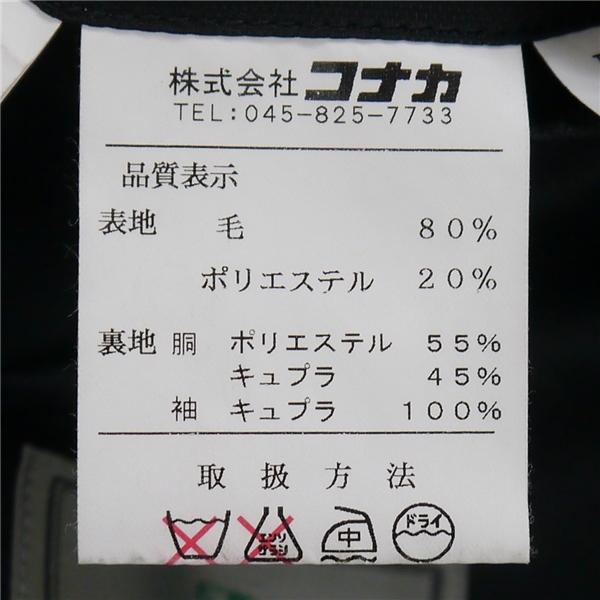 株式会社 コナカ
TEL:045-825-7733
品質表示
表地 毛 80%
ポリエステル 20%
裏地 胴 ポリエステル 55%
キュプラ 45%
袖 キュプラ 100%
取扱方法
エンソ サラシ 中 ドライ